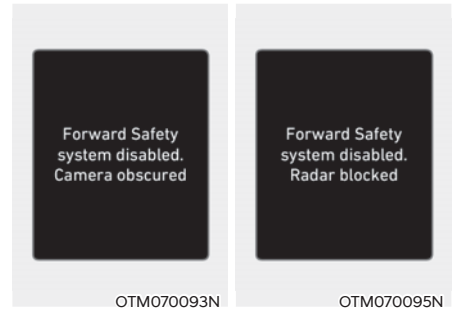 Forward Safety
system disabled.
Camera obscured
OTM070093N
Forward Safety
system disabled.
Radar blocked
OTM070095N